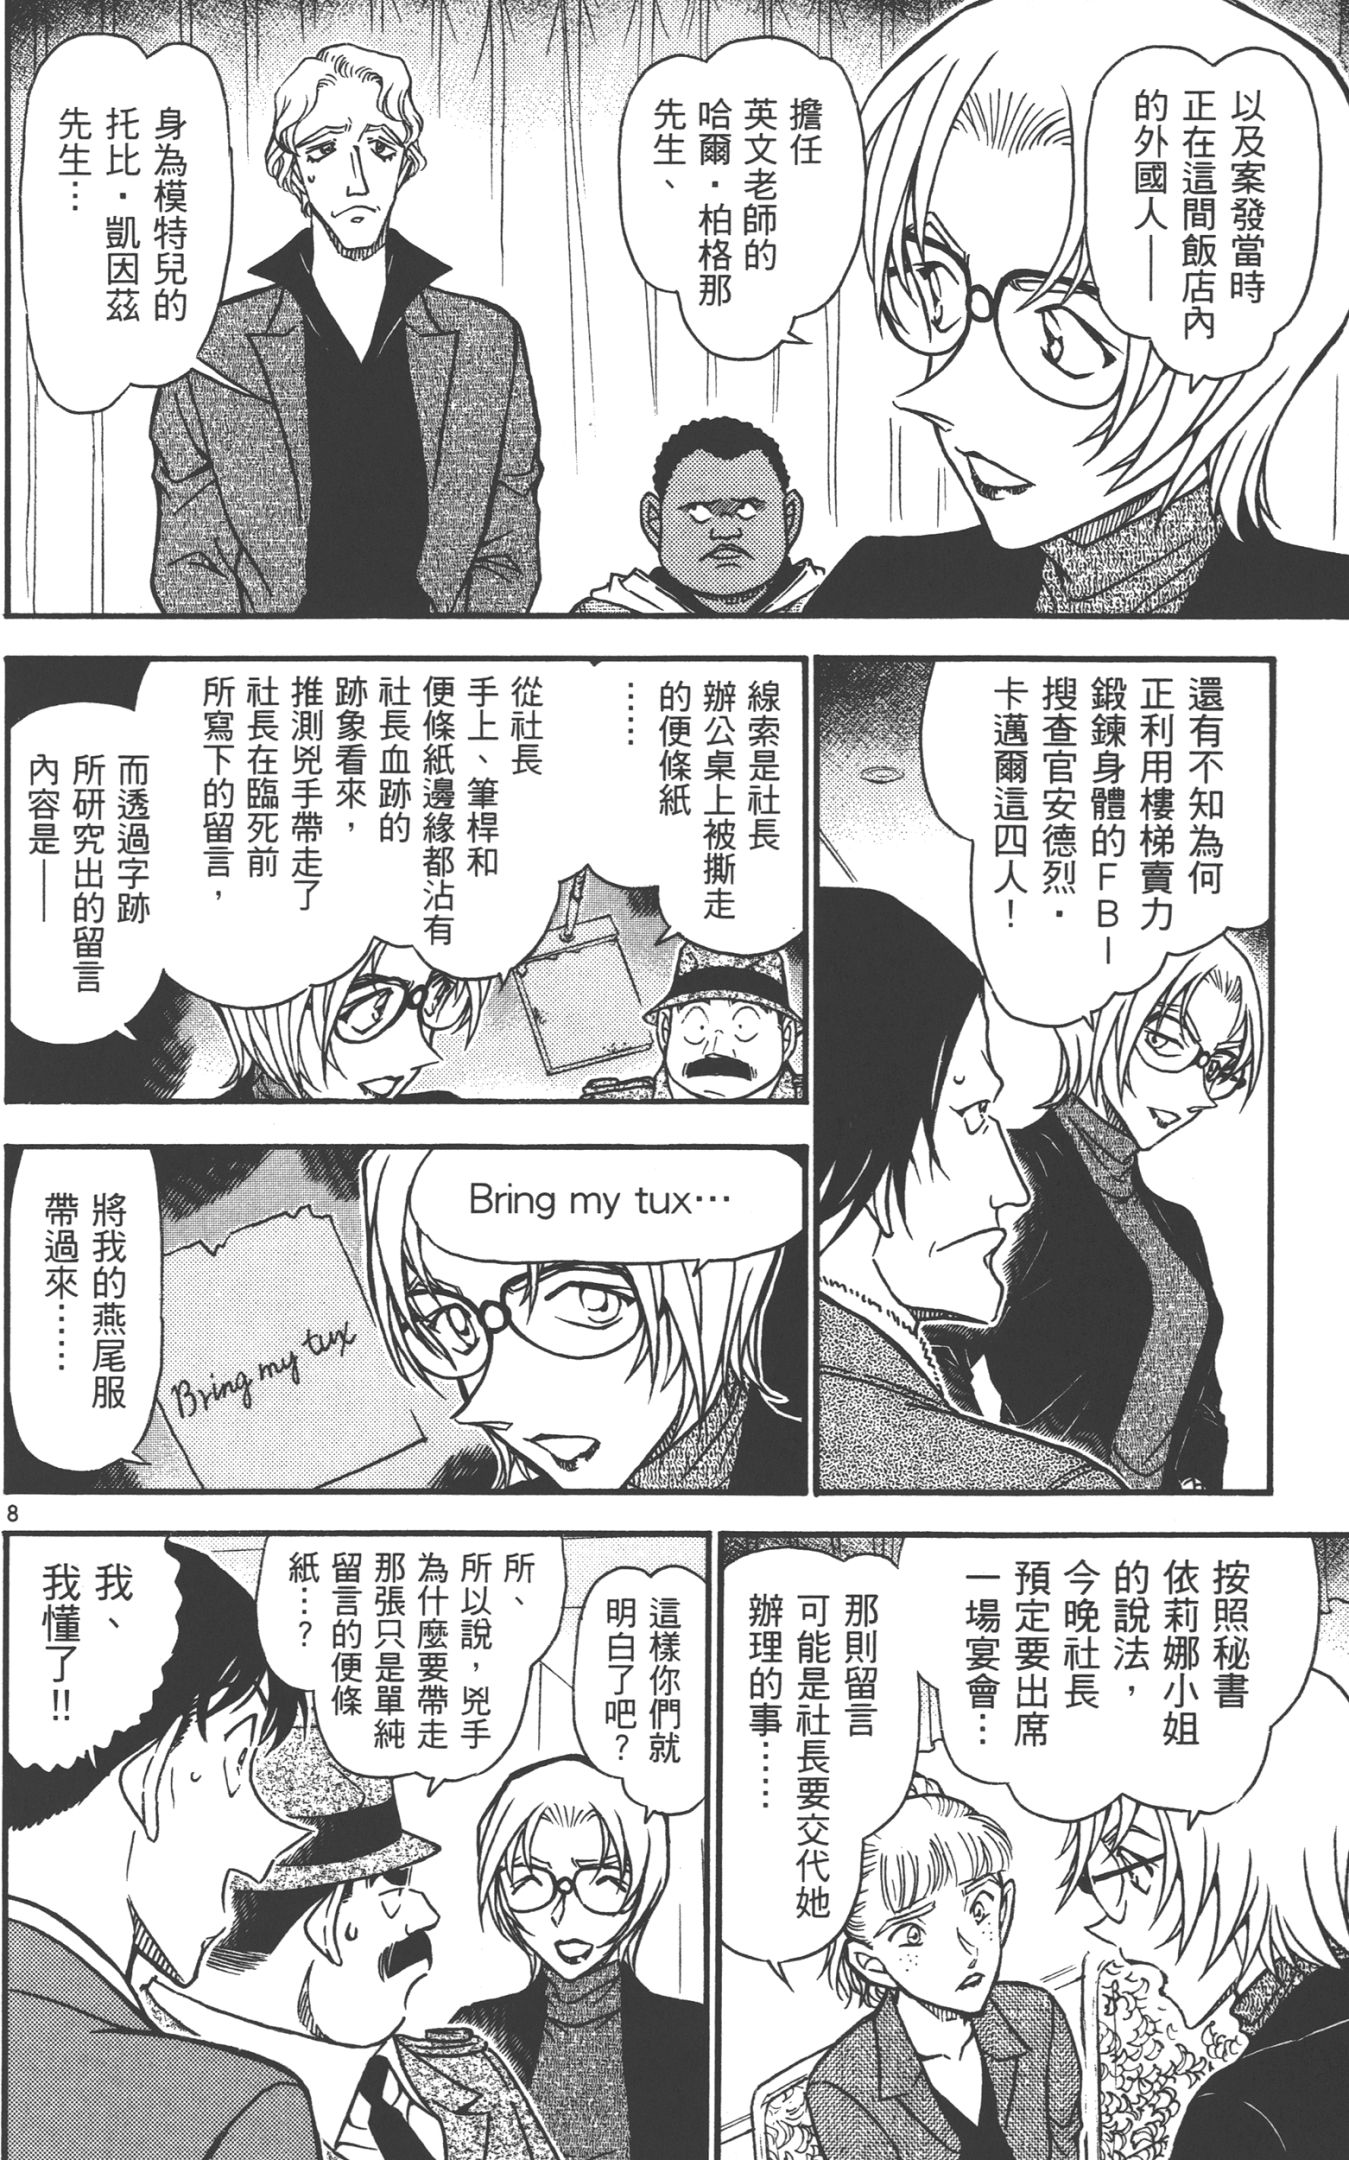 以及案發當時
正在這間飯店內
的外國人──
擔任
英文老師的
哈爾·柏格那
先生、
身為模特兒的
托比·凱因茲
先生…
還有不知為何
正利用樓梯賣力
鍛鍊身體的FBI
搜查官安德烈·
卡邁爾這四人！
線索是社長
辦公桌上被撕走
的便條紙
……
從社長
手上、筆桿和
便條紙邊緣都沾有
社長血跡的
跡象看來，
推測兇手帶走了
社長在臨死前
所寫下的留言，
而透過字跡
所研究出的留言
內容是──
Bring my tux…
Bring my tux
將我的燕尾服
帶過來……
8
按照秘書
依莉娜小姐
的說法，
今晚社長
預定要出席
一場宴會…
那則留言
可能是社長要交代她
辦理的事……
這樣你們就
明白了吧？
所、
所以說，兇手
為什麼要帶走
那張只是單純
留言的便條
紙…？
我、
我懂了!!